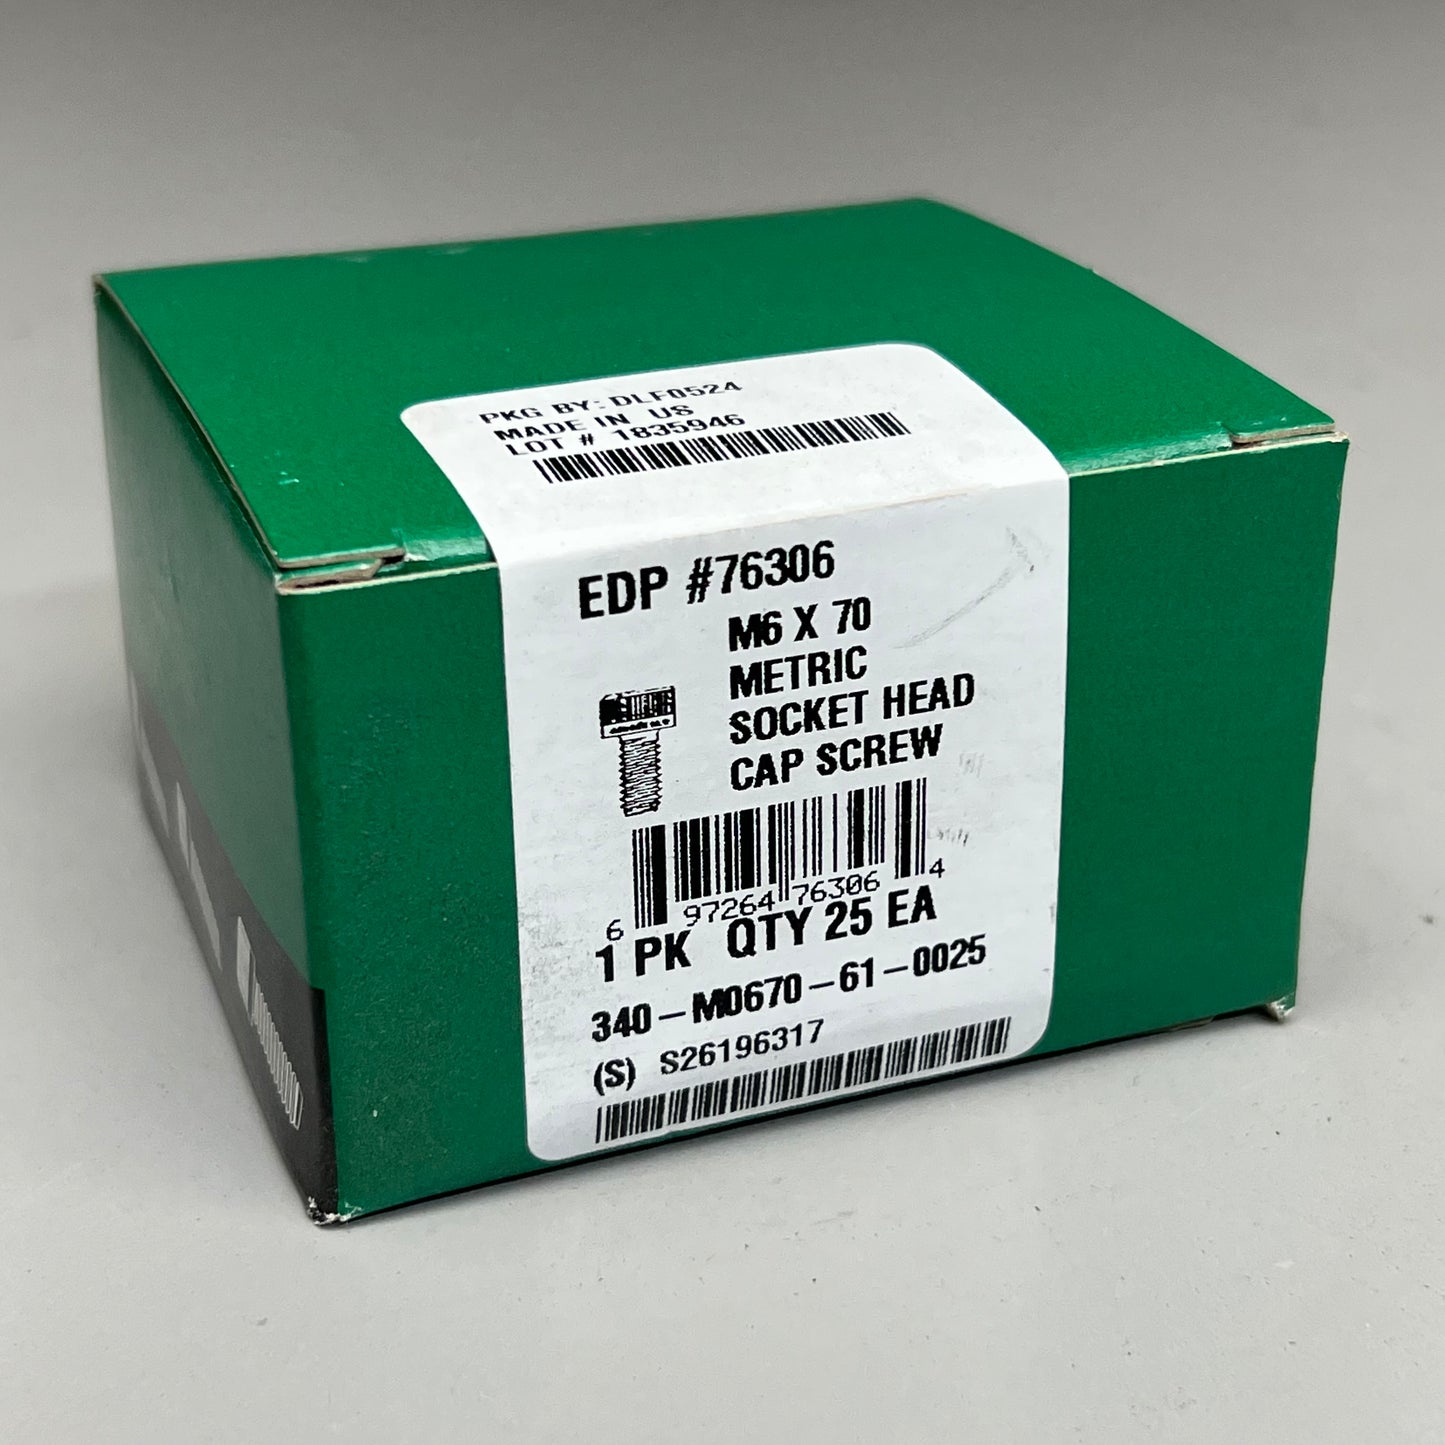 PKG BY: DLF0524
MADE IN US
LOT # 1835946
EDP #76306
M6 X 70
METRIC
SOCKET HEAD
CAP SCREW
6 97264 76306 4
1 PK QTY 25 EA
340-M0670-61-0025
(S) S26196317